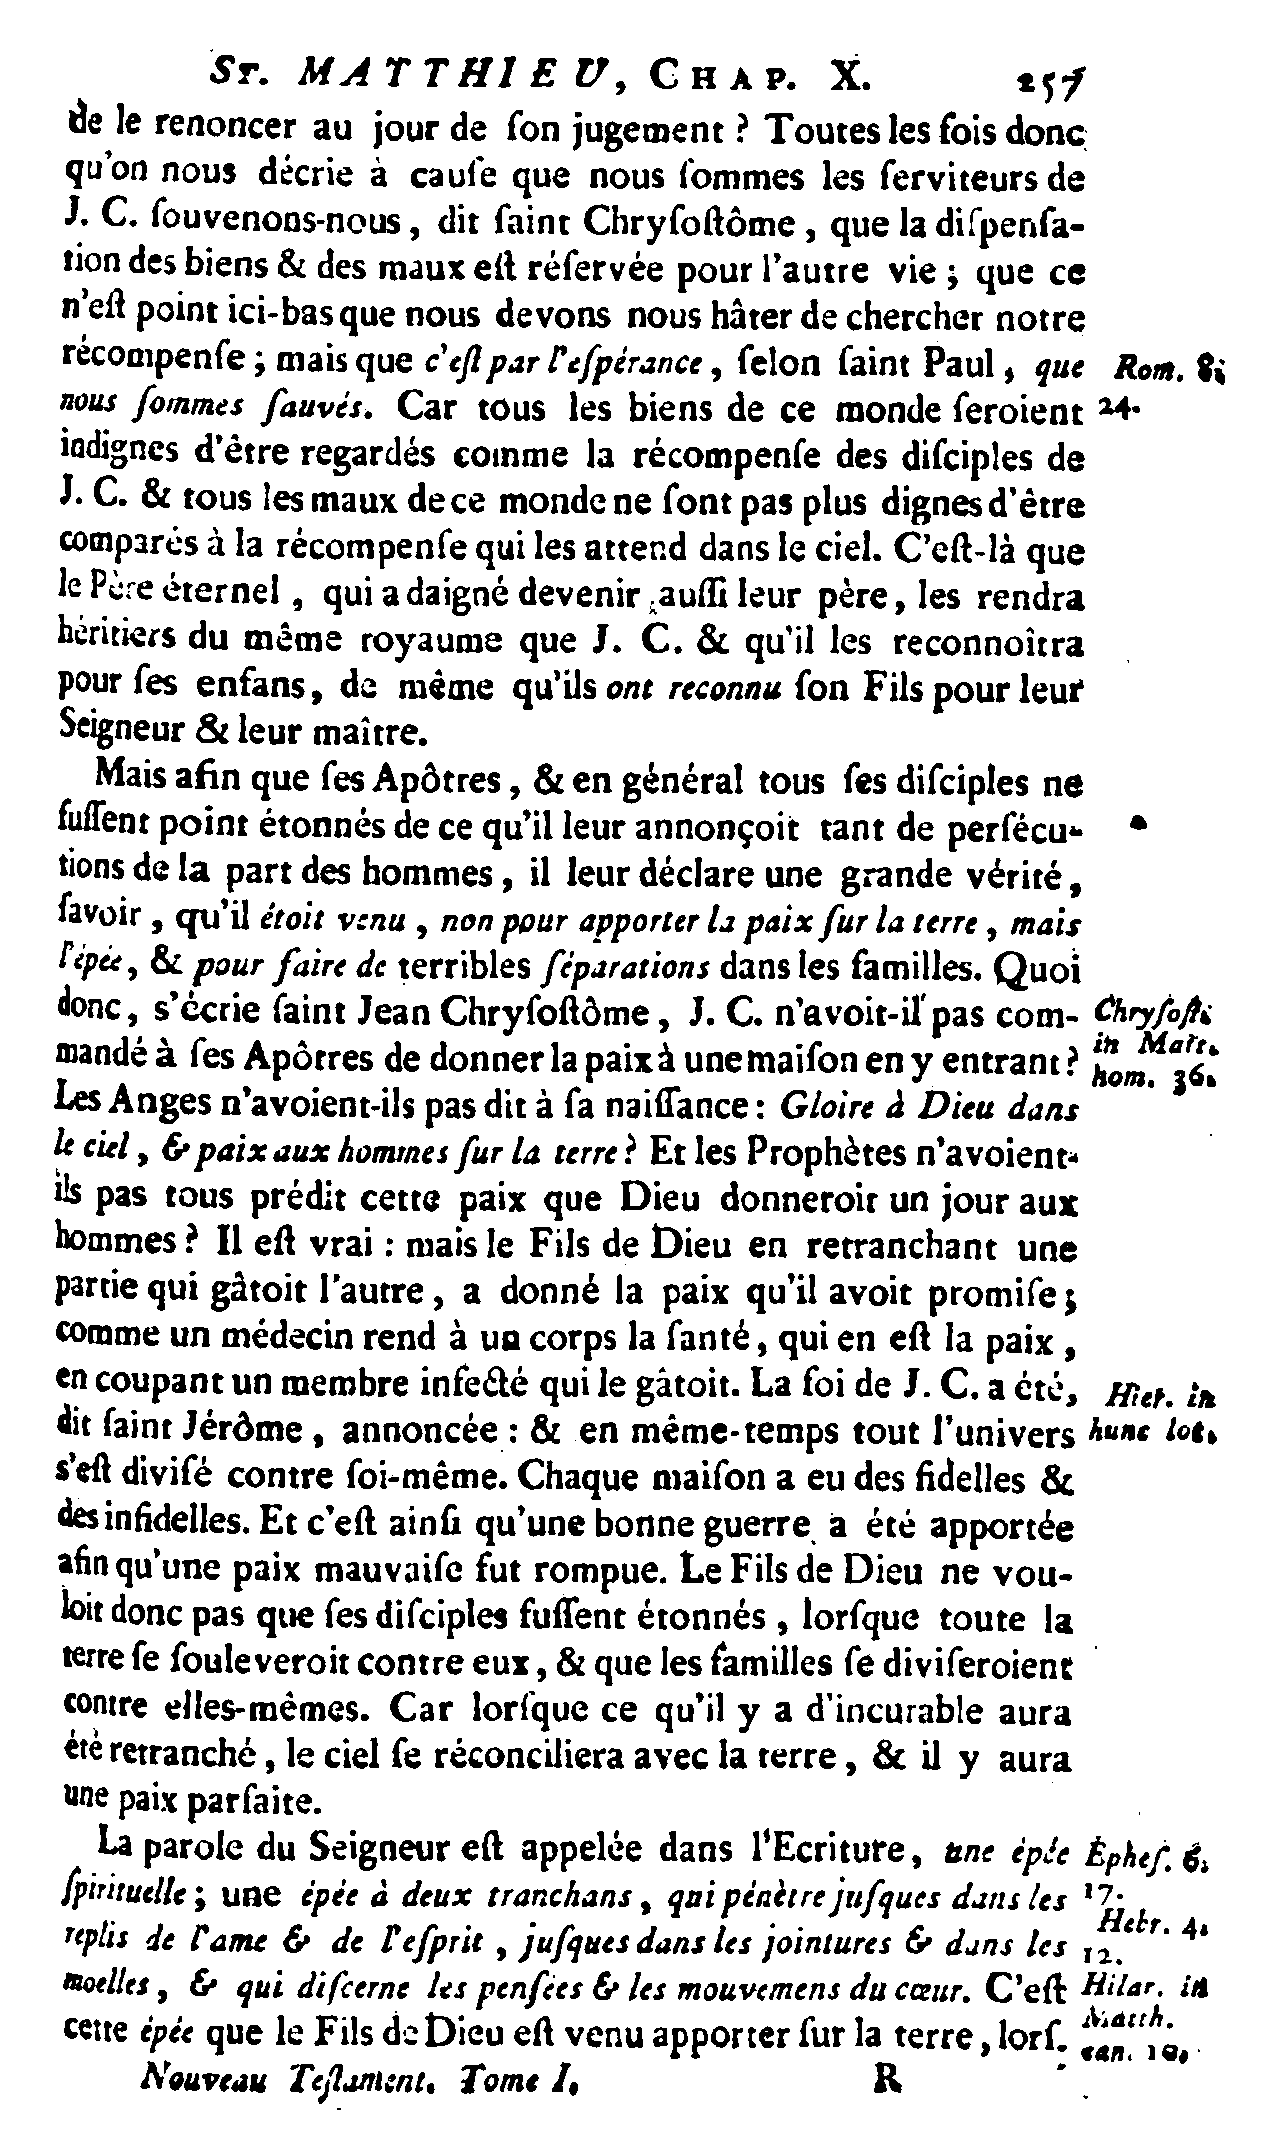 St. MATTHIEU, CHAP. X. 257
de le renoncer au jour de ſon jugement ? Toutes les fois donc
qu'on nous décrie à cauſe que nous ſommes les ſerviteurs de
J. C. ſouvenons-nous, dit ſaint Chryſoſtôme, que la diſpenſa-
tion des biens & des maux eſt réſervée pour l'autre vie ; que ce
n'eſt point ici-bas que nous devons nous hâter de chercher notre
récompenſe ; mais que c'eſt par l'eſpérance, ſelon ſaint Paul, que
Rom. 8.
nous ſommes ſauvés. Car tous les biens de ce monde ſeroient
24.
indignes d'être regardés comme la récompenſe des diſciples de
J. C. & tous les maux de ce monde ne ſont pas plus dignes d'être
comparés à la récompenſe qui les attend dans le ciel. C'eſt-là que
le Père éternel, qui a daigné devenir auſſi leur père, les rendra
héritiers du même royaume que J. C. & qu'il les reconnoîtra
pour ſes enfans, de même qu'ils ont reconnu ſon Fils pour leur
Seigneur & leur maître.
Mais afin que ſes Apôtres, & en général tous ſes diſciples ne
fuſſent point étonnés de ce qu'il leur annonçoit tant de perſécu-
tions de la part des hommes, il leur déclare une grande vérité,
ſavoir, qu'il étoit venu, non pour apporter la paix ſur la terre, mais
l'épée, & pour faire de terribles ſéparations dans les familles. Quoi
donc, s'écrie ſaint Jean Chryſoſtôme, J. C. n'avoit-il pas com-
Chryſoſt.
mandé à ſes Apôtres de donner la paix à une maiſon en y entrant ?
in Matt.
hom. 36.
Les Anges n'avoient-ils pas dit à ſa naiſſance : Gloire à Dieu dans
le ciel, & paix aux hommes ſur la terre ? Et les Prophètes n'avoient-
ils pas tous prédit cette paix que Dieu donneroit un jour aux
hommes ? Il eſt vrai : mais le Fils de Dieu en retranchant une
partie qui gâtoit l'autre, a donné la paix qu'il avoit promiſe ;
comme un médecin rend à un corps la ſanté, qui en eſt la paix,
en coupant un membre infecté qui le gâtoit. La foi de J. C. a été,
Hier. in
dit ſaint Jérôme, annoncée : & en même-temps tout l'univers
hunc loc.
s'eſt diviſé contre ſoi-même. Chaque maiſon a eu des fidelles &
des infidelles. Et c'eſt ainſi qu'une bonne guerre a été apportée
afin qu'une paix mauvaiſe fut rompue. Le Fils de Dieu ne vou-
loit donc pas que ſes diſciples fuſſent étonnés, lorſque toute la
terre ſe ſouleveroit contre eux, & que les familles ſe diviſeroient
contre elles-mêmes. Car lorſque ce qu'il y a d'incurable aura
été retranché, le ciel ſe réconciliera avec la terre, & il y aura
une paix parfaite.
La parole du Seigneur eſt appelée dans l'Ecriture, une épée
Epheſ. 6.
ſpirituelle ; une épée à deux tranchans, qui pénètre juſques dans les
17.
replis de l'ame & de l'eſprit, juſques dans les jointures & dans les
Hebr. 4.
12.
moelles, & qui diſcerne les penſées & les mouvemens du cœur. C'eſt
Hilar. in
cette épée que le Fils de Dieu eſt venu apporter ſur la terre, lorſ-
Matth.
can. 10.
Nouveau Teſtament. Tome I. R